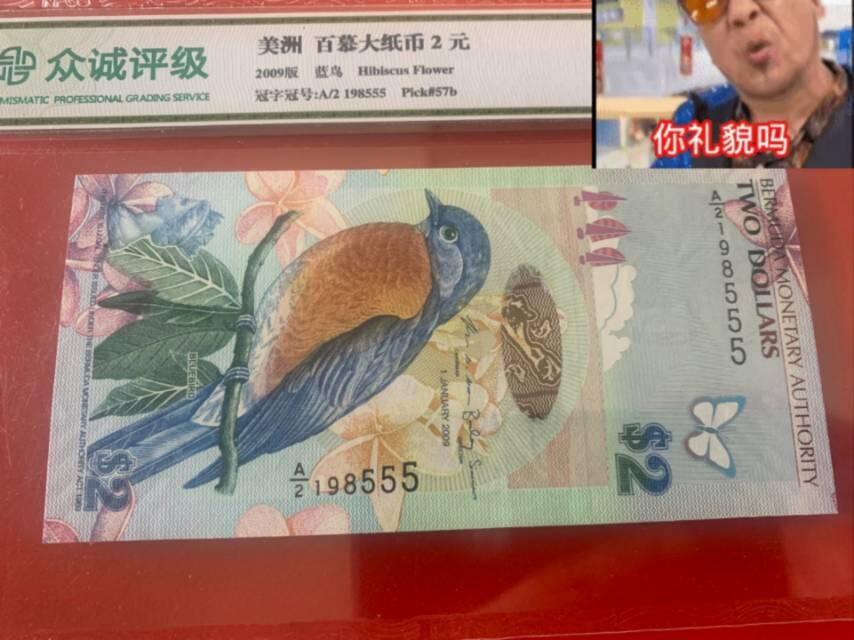 众诚评级
NUMISMATIC PROFESSIONAL GRADING SERVICE
美洲 百慕大纸币 2 元
2009版 蓝鸟 Hibiscus Flower
冠字冠号:A/2 198555 Pick#57b
你礼貌吗
BERMUDA MONETARY AUTHORITY
TWO DOLLARS
A/2 198555
BLUEBIRD
1 JANUARY 2009
A/2 198555
$2
$2